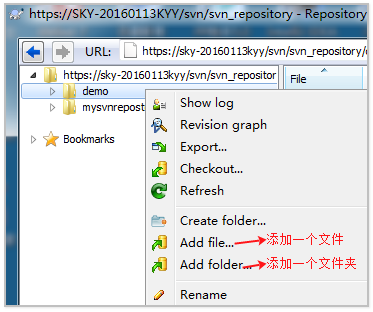 https://SKY-20160113KYY/svn/svn_repository - Repository
URL: https://sky-20160113kyy/svn/svn_repository/
https://sky-20160113kyy/svn/svn_repositor
File
demo
mysvnreposit
Bookmarks
Show log
Revision graph
Export...
Checkout...
Refresh
Create folder...
Add file... 添加一个文件
Add folder... 添加一个文件夹
Rename